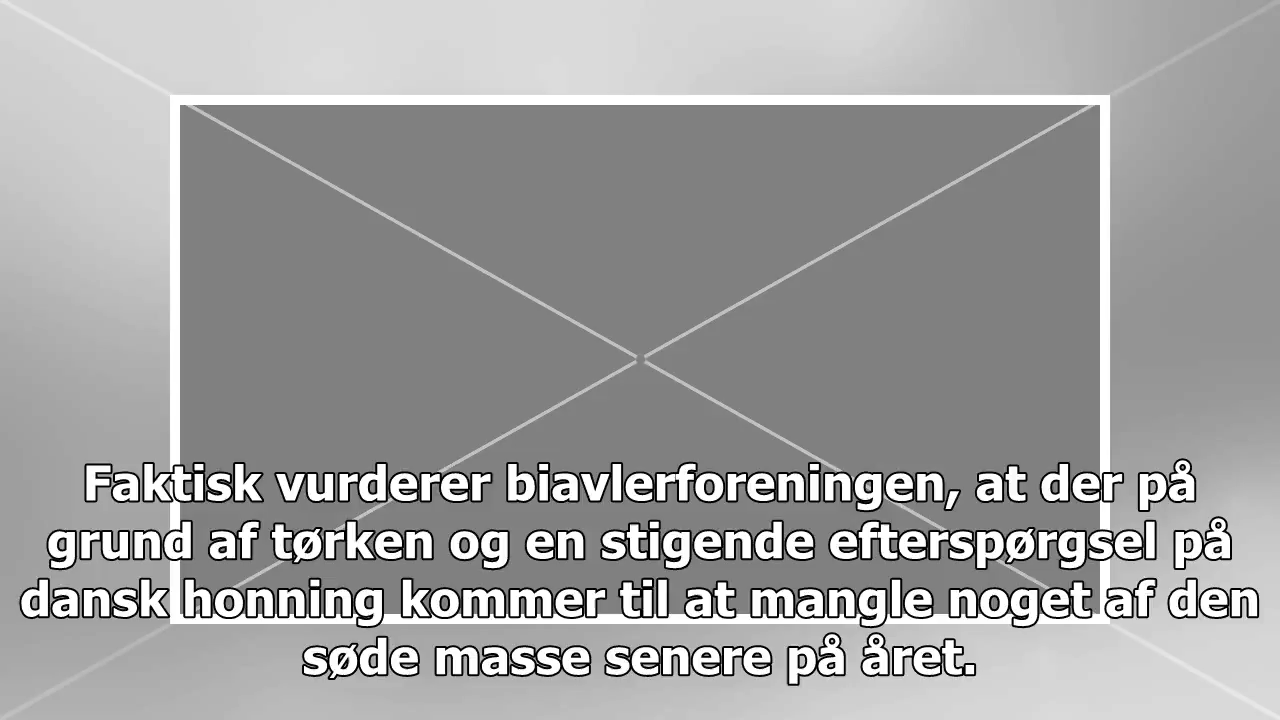 Faktisk vurderer biavlerforeningen, at der på
grund af tørken og en stigende efterspørgsel på
dansk honning kommer til at mangle noget af den
søde masse senere på året.